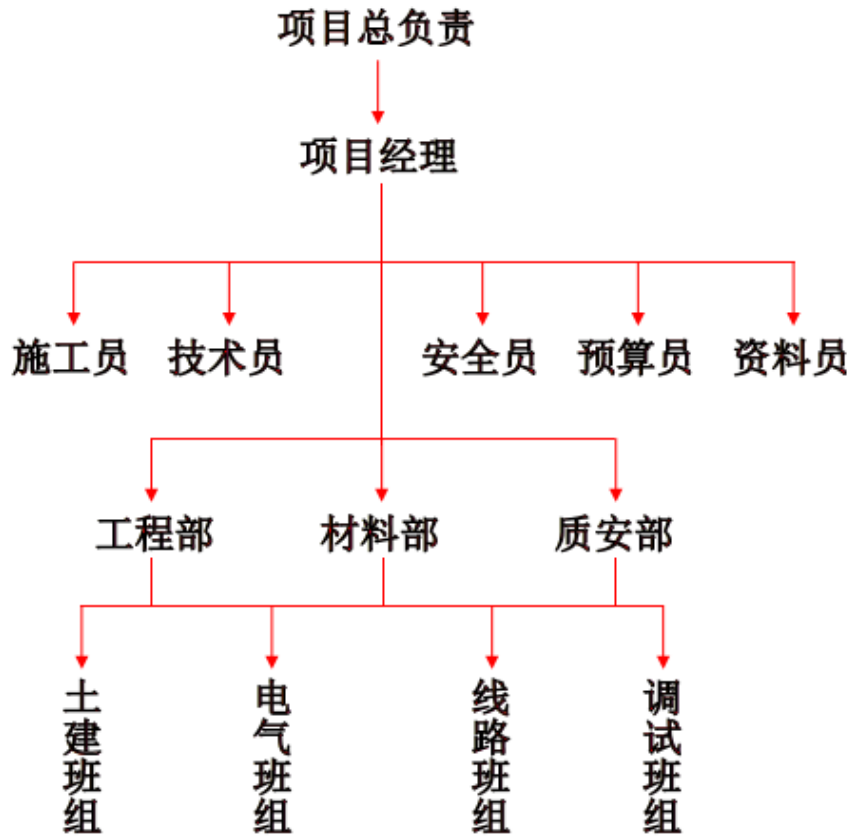 项目总负责
项目经理
施工员
技术员
安全员
预算员
资料员
工程部
材料部
质安部
土建班组
电气班组
线路班组
调试班组